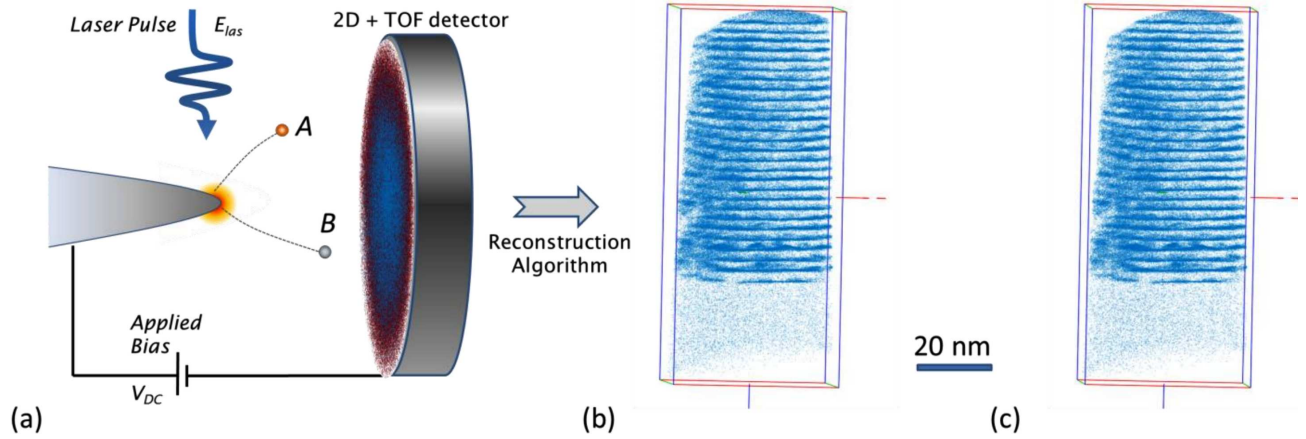 Laser Pulse E_las
2D + TOF detector
A
B
Reconstruction
Algorithm
Applied
Bias
V_DC
20 nm
(a)
(b)
(c)